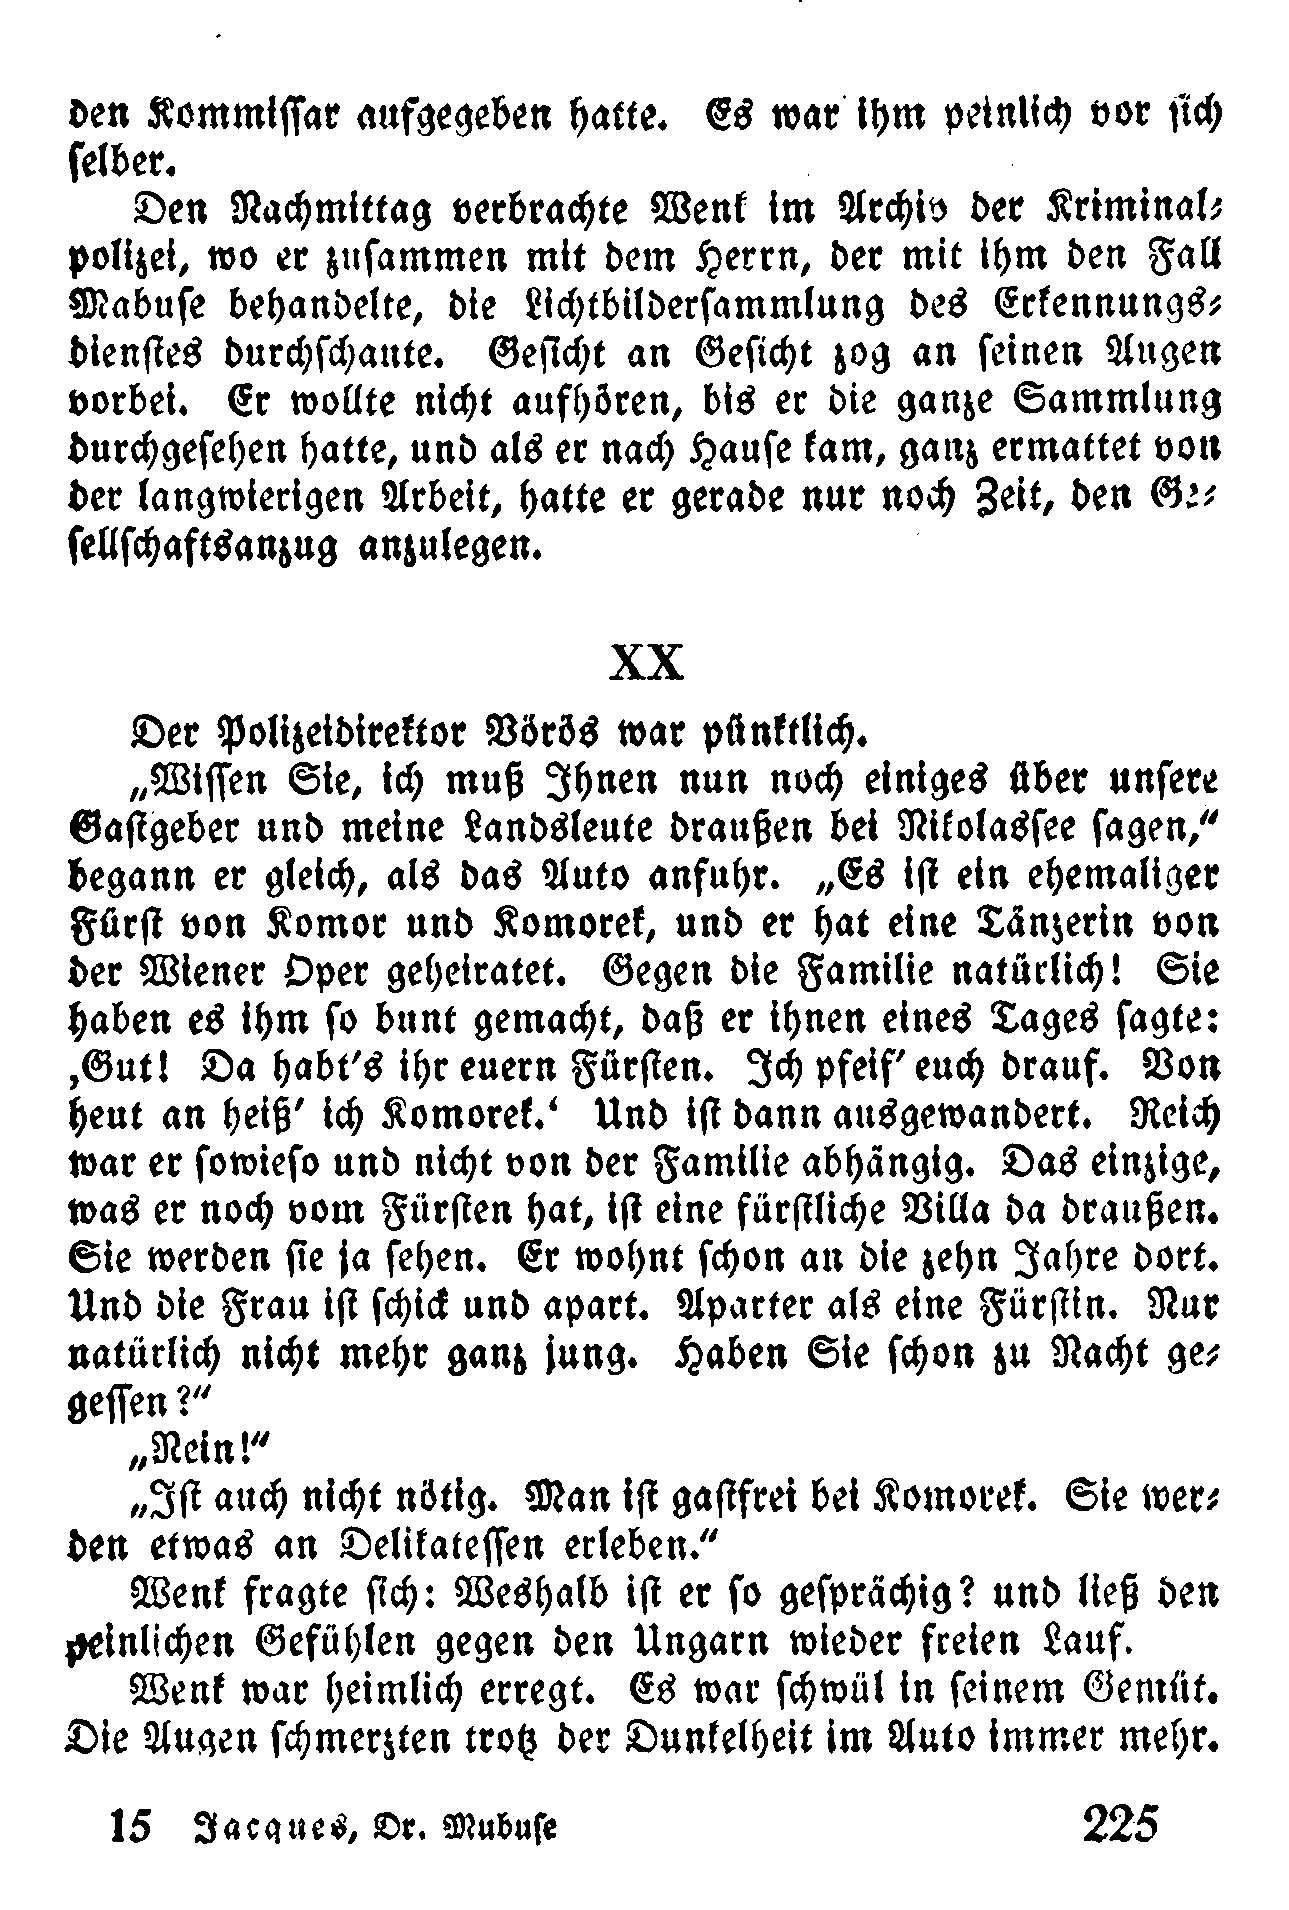 den Kommissar aufgegeben hatte. Es war ihm peinlich vor sich
selber.
Den Nachmittag verbrachte Wenk im Archiv der Kriminal-
polizei, wo er zusammen mit dem Herrn, der mit ihm den Fall
Mabuse behandelte, die Lichtbildersammlung des Erkennungs-
dienstes durchschaute. Gesicht an Gesicht zog an seinen Augen
vorbei. Er wollte nicht aufhören, bis er die ganze Sammlung
durchgesehen hatte, und als er nach Hause kam, ganz ermattet von
der langwierigen Arbeit, hatte er gerade nur noch Zeit, den Ge-
sellschaftsanzug anzulegen.
XX
Der Polizeidirektor Vörös war pünktlich.
„Wissen Sie, ich muß Ihnen nun noch einiges über unsere
Gastgeber und meine Landsleute draußen bei Nikolassee sagen,“
begann er gleich, als das Auto anfuhr. „Es ist ein ehemaliger
Fürst von Komor und Komorek, und er hat eine Tänzerin von
der Wiener Oper geheiratet. Gegen die Familie natürlich! Sie
haben es ihm so bunt gemacht, daß er ihnen eines Tages sagte:
‚Gut! Da habt's ihr euern Fürsten. Ich pfeif' euch drauf. Von
heut an heiß' ich Komorek.‘ Und ist dann ausgewandert. Reich
war er sowieso und nicht von der Familie abhängig. Das einzige,
was er noch vom Fürsten hat, ist eine fürstliche Villa da draußen.
Sie werden sie ja sehen. Er wohnt schon an die zehn Jahre dort.
Und die Frau ist schick und apart. Aparter als eine Fürstin. Nur
natürlich nicht mehr ganz jung. Haben Sie schon zu Nacht ge-
gessen?“
„Nein!“
„Ist auch nicht nötig. Man ist gastfrei bei Komorek. Sie wer-
den etwas an Delikatessen erleben.“
Wenk fragte sich: Weshalb ist er so gesprächig? und ließ den
peinlichen Gefühlen gegen den Ungarn wieder freien Lauf.
Wenk war heimlich erregt. Es war schwül in seinem Gemüt.
Die Augen schmerzten trotz der Dunkelheit im Auto immer mehr.
15 Jacques, Dr. Mubuse 225